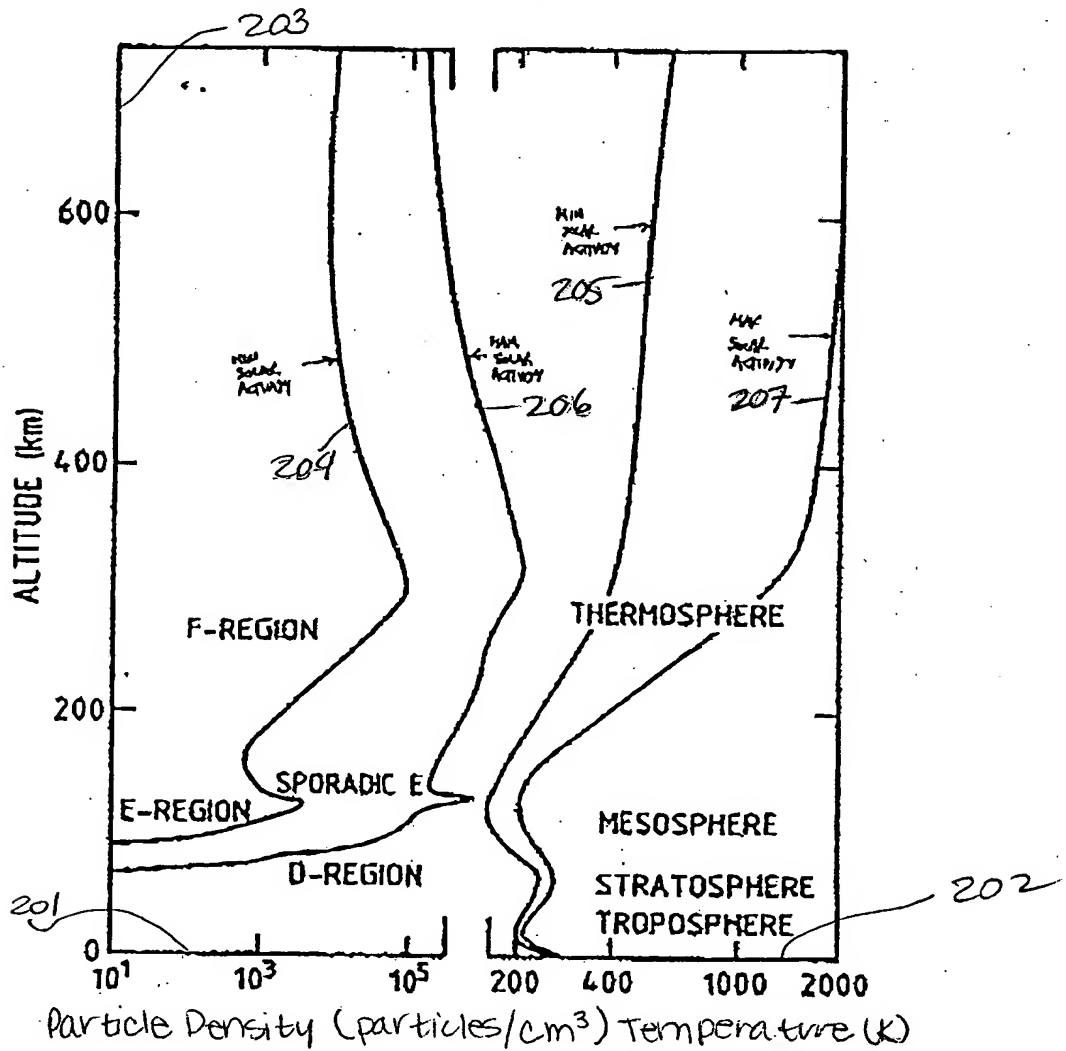 203
600
MIN
SOLAR
ACTIVITY
205
MAX
SOLAR
ACTIVITY
MIN
SOLAR
ACTIVITY
MAX
SOLAR
ACTIVITY
207
206
400
204
ALTITUDE (km)
THERMOSPHERE
F-REGION
200
SPORADIC E
E-REGION
MESOSPHERE
D-REGION
STRATOSPHERE
202
201
TROPOSPHERE
0
10¹ 10³ 10⁵ 200 400 1000 2000
Particle Density (particles/cm³) Temperature (K)